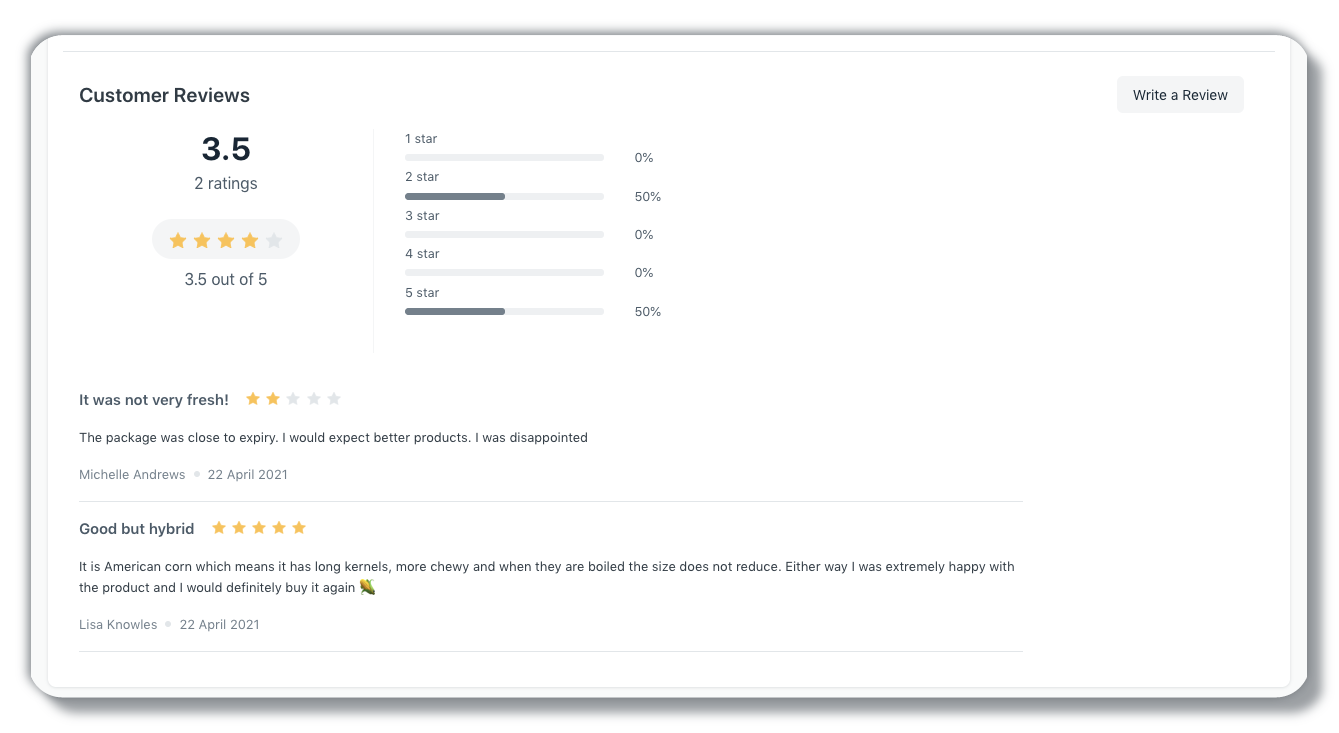 Customer Reviews
Write a Review
3.5
2 ratings
3.5 out of 5
1 star
0%
2 star
50%
3 star
0%
4 star
0%
5 star
50%
It was not very fresh!
The package was close to expiry. I would expect better products. I was disappointed
Michelle Andrews 22 April 2021
Good but hybrid
It is American corn which means it has long kernels, more chewy and when they are boiled the size does not reduce. Either way I was extremely happy with
the product and I would definitely buy it again 🌽
Lisa Knowles 22 April 2021